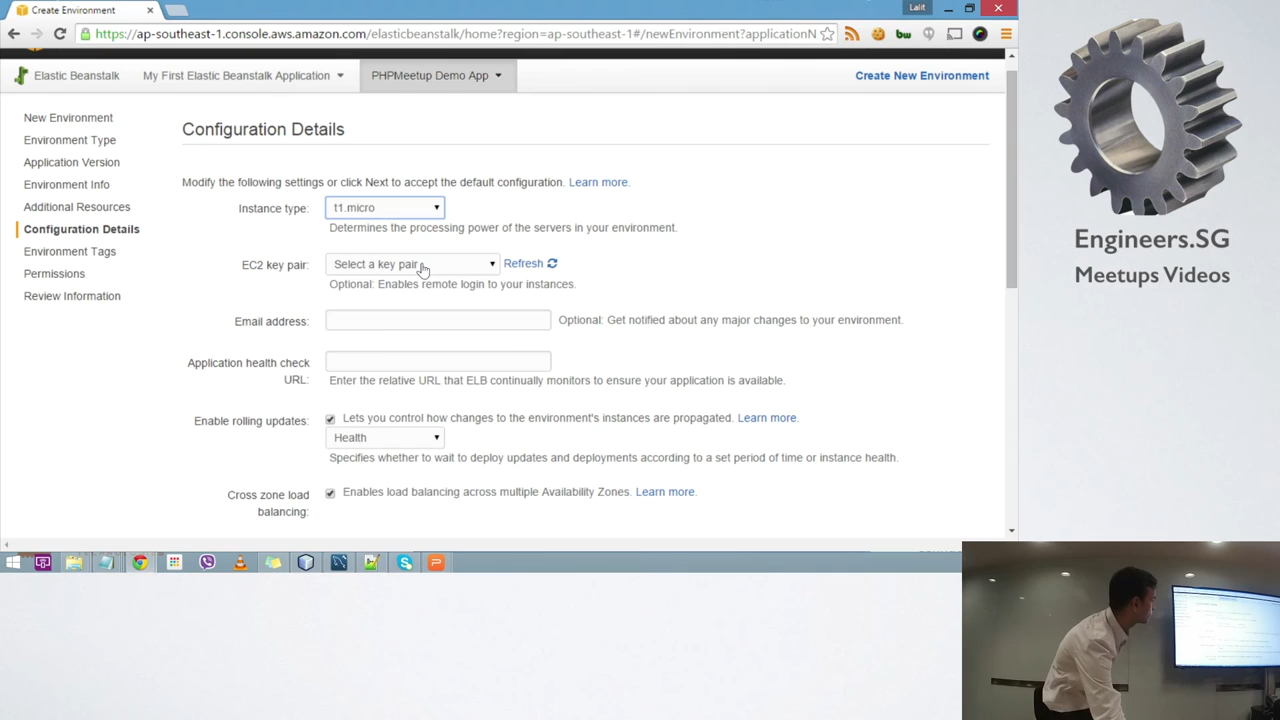 Create Environment
Lalit
https://ap-southeast-1.console.aws.amazon.com/elasticbeanstalk/home?region=ap-southeast-1#/newEnvironment?applicationN
bw
Elastic Beanstalk
My First Elastic Beanstalk Application
PHPMeetup Demo App
Create New Environment
New Environment
Environment Type
Application Version
Environment Info
Additional Resources
Configuration Details
Environment Tags
Permissions
Review Information
Configuration Details
Modify the following settings or click Next to accept the default configuration. Learn more.
Instance type: t1.micro
Determines the processing power of the servers in your environment.
EC2 key pair: Select a key pair Refresh
Optional: Enables remote login to your instances.
Email address: Optional: Get notified about any major changes to your environment.
Application health check
URL:
Enter the relative URL that ELB continually monitors to ensure your application is available.
Enable rolling updates: Lets you control how changes to the environment's instances are propagated. Learn more.
Health
Specifies whether to wait to deploy updates and deployments according to a set period of time or instance health.
Cross zone load
balancing:
Enables load balancing across multiple Availability Zones. Learn more.
Engineers.SG
Meetups Videos